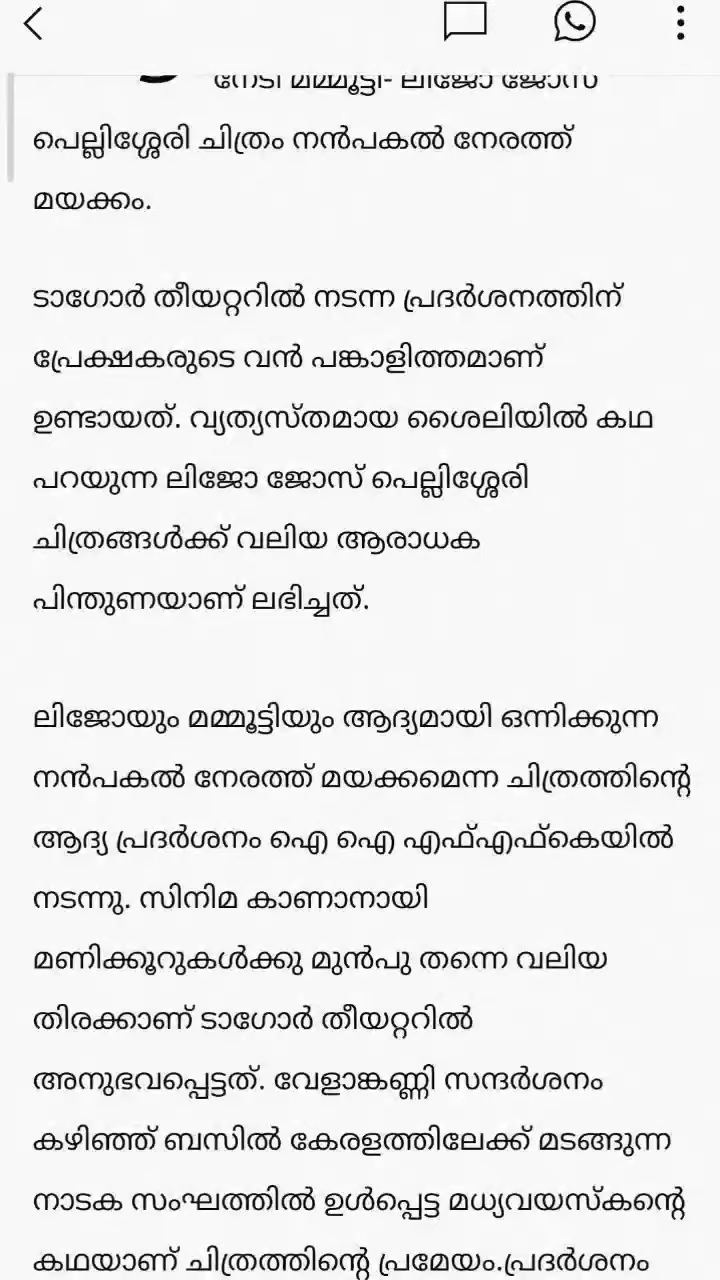 നേടി മമ്മൂട്ടി- ലിജോ ജോസ്
പെല്ലിശ്ശേരി ചിത്രം നൻപകൽ നേരത്ത്
മയക്കം.
ടാഗോർ തീയറ്ററിൽ നടന്ന പ്രദർശനത്തിന്
പ്രേക്ഷകരുടെ വൻ പങ്കാളിത്തമാണ്
ഉണ്ടായത്. വ്യത്യസ്തമായ ശൈലിയിൽ കഥ
പറയുന്ന ലിജോ ജോസ് പെല്ലിശ്ശേരി
ചിത്രങ്ങൾക്ക് വലിയ ആരാധക
പിന്തുണയാണ് ലഭിച്ചത്.
ലിജോയും മമ്മൂട്ടിയും ആദ്യമായി ഒന്നിക്കുന്ന
നൻപകൽ നേരത്ത് മയക്കമെന്ന ചിത്രത്തിന്റെ
ആദ്യ പ്രദർശനം ഐ ഐ എഫ്എഫ്കെയിൽ
നടന്നു. സിനിമ കാണാനായി
മണിക്കൂറുകൾക്കു മുൻപു തന്നെ വലിയ
തിരക്കാണ് ടാഗോർ തീയറ്ററിൽ
അനുഭവപ്പെട്ടത്. വേളാങ്കണ്ണി സന്ദർശനം
കഴിഞ്ഞ് ബസിൽ കേരളത്തിലേക്ക് മടങ്ങുന്ന
നാടക സംഘത്തിൽ ഉൾപ്പെട്ട മധ്യവയസ്കന്റെ
കഥയാണ് ചിത്രത്തിന്റെ പ്രമേയം.പ്രദർശനം